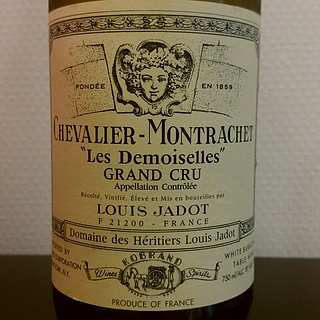 FONDÉE EN 1859
CHEVALIER-MONTRACHET
"Les Demoiselles"
GRAND CRU
Appellation Contrôlée
Récolté, Vinifié, Élevé et Mis en bouteilles par
LOUIS JADOT
F 21200 - FRANCE
Domaine des Héritiers Louis Jadot
KOBRAND
Wines Spirits
WHITE
TABLE
750 ML
PRODUCE OF FRANCE